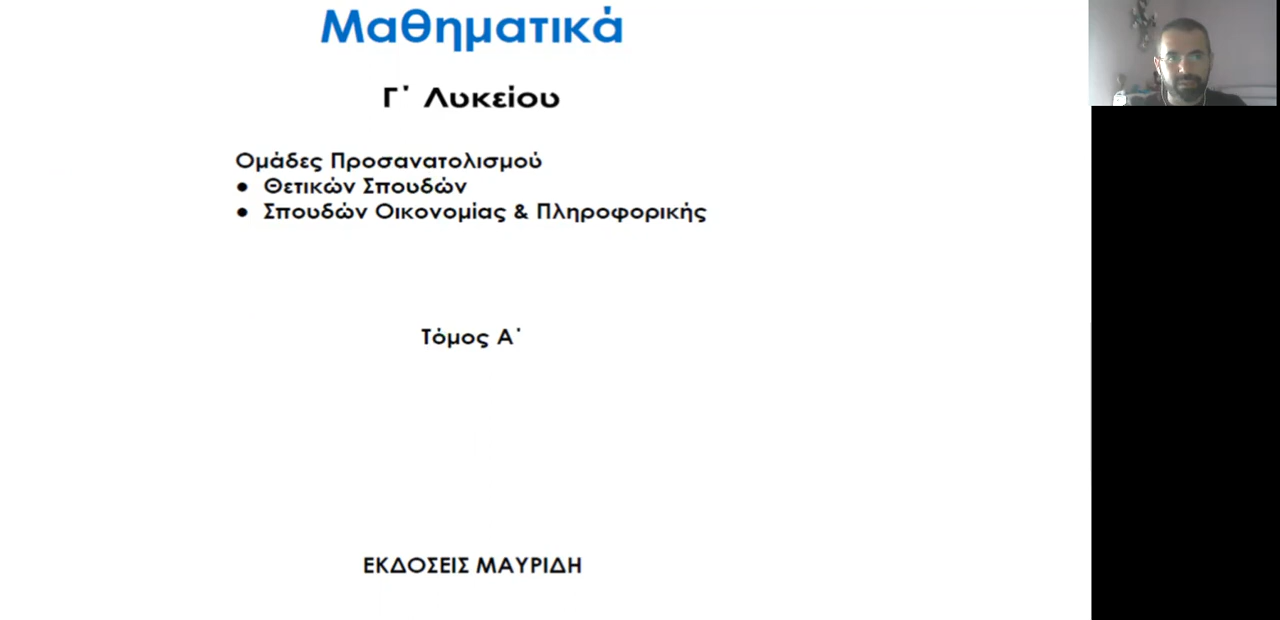 Μαθηματικά
Γ΄ Λυκείου
Ομάδες Προσανατολισμού
● Θετικών Σπουδών
● Σπουδών Οικονομίας & Πληροφορικής
Τόμος Α΄
ΕΚΔΟΣΕΙΣ ΜΑΥΡΙΔΗ